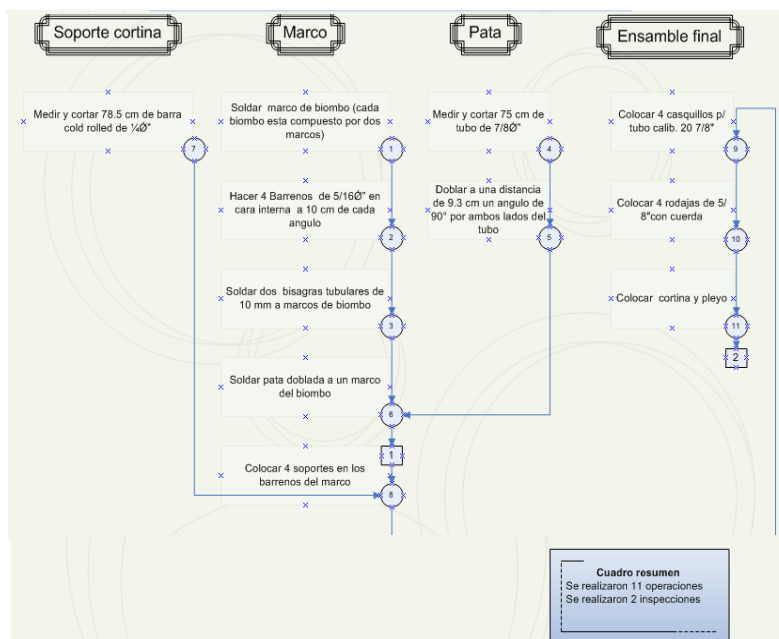 Soporte cortina
Marco
Pata
Ensamble final
Medir y cortar 78.5 cm de barra
cold rolled de ¼Ø"
7
Soldar marco de biombo (cada
biombo esta compuesto por dos
marcos)
1
Medir y cortar 75 cm de
tubo de 7/8Ø"
4
Colocar 4 casquillos p/
tubo calib. 20 7/8"
9
Hacer 4 Barrenos de 5/16Ø" en
cara interna a 10 cm de cada
angulo
2
Doblar a una distancia
de 9.3 cm un angulo de
90° por ambos lados del
tubo
5
Colocar 4 rodajas de 5/
8"con cuerda
10
Soldar dos bisagras tubulares de
10 mm a marcos de biombo
3
Colocar cortina y pleyo
11
2
Soldar pata doblada a un marco
del biombo
6
1
Colocar 4 soportes en los
barrenos del marco
8
Cuadro resumen
Se realizaron 11 operaciones
Se realizaron 2 inspecciones